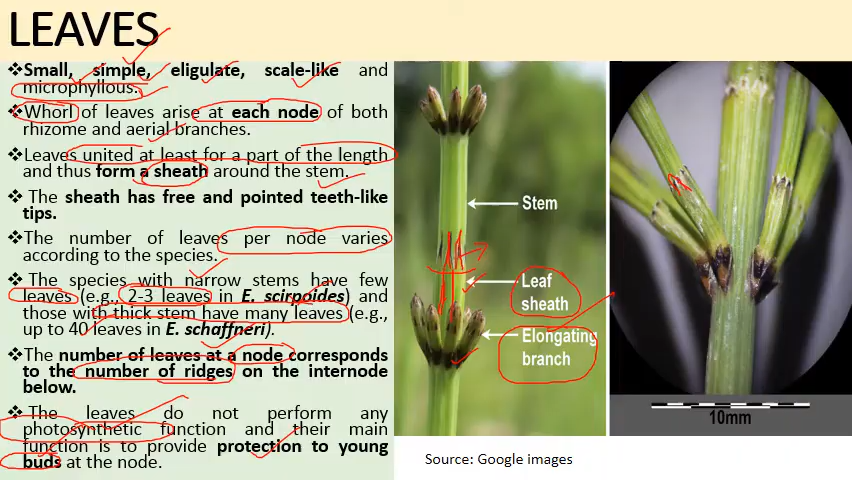 LEAVES
❖Small, simple, eligulate, scale-like and
microphyllous.
❖Whorl of leaves arise at each node of both
rhizome and aerial branches.
❖Leaves united at least for a part of the length
and thus form a sheath around the stem.
❖ The sheath has free and pointed teeth-like
tips.
❖The number of leaves per node varies
according to the species.
❖ The species with narrow stems have few
leaves (e.g., 2-3 leaves in E. scirpoides) and
those with thick stem have many leaves (e.g.,
up to 40 leaves in E. schaffneri).
❖The number of leaves at a node corresponds
to the number of ridges on the internode
below.
❖ The leaves do not perform any
photosynthetic function and their main
function is to provide protection to young
buds at the node.
Stem
Leaf
sheath
Elongating
branch
10mm
Source: Google images